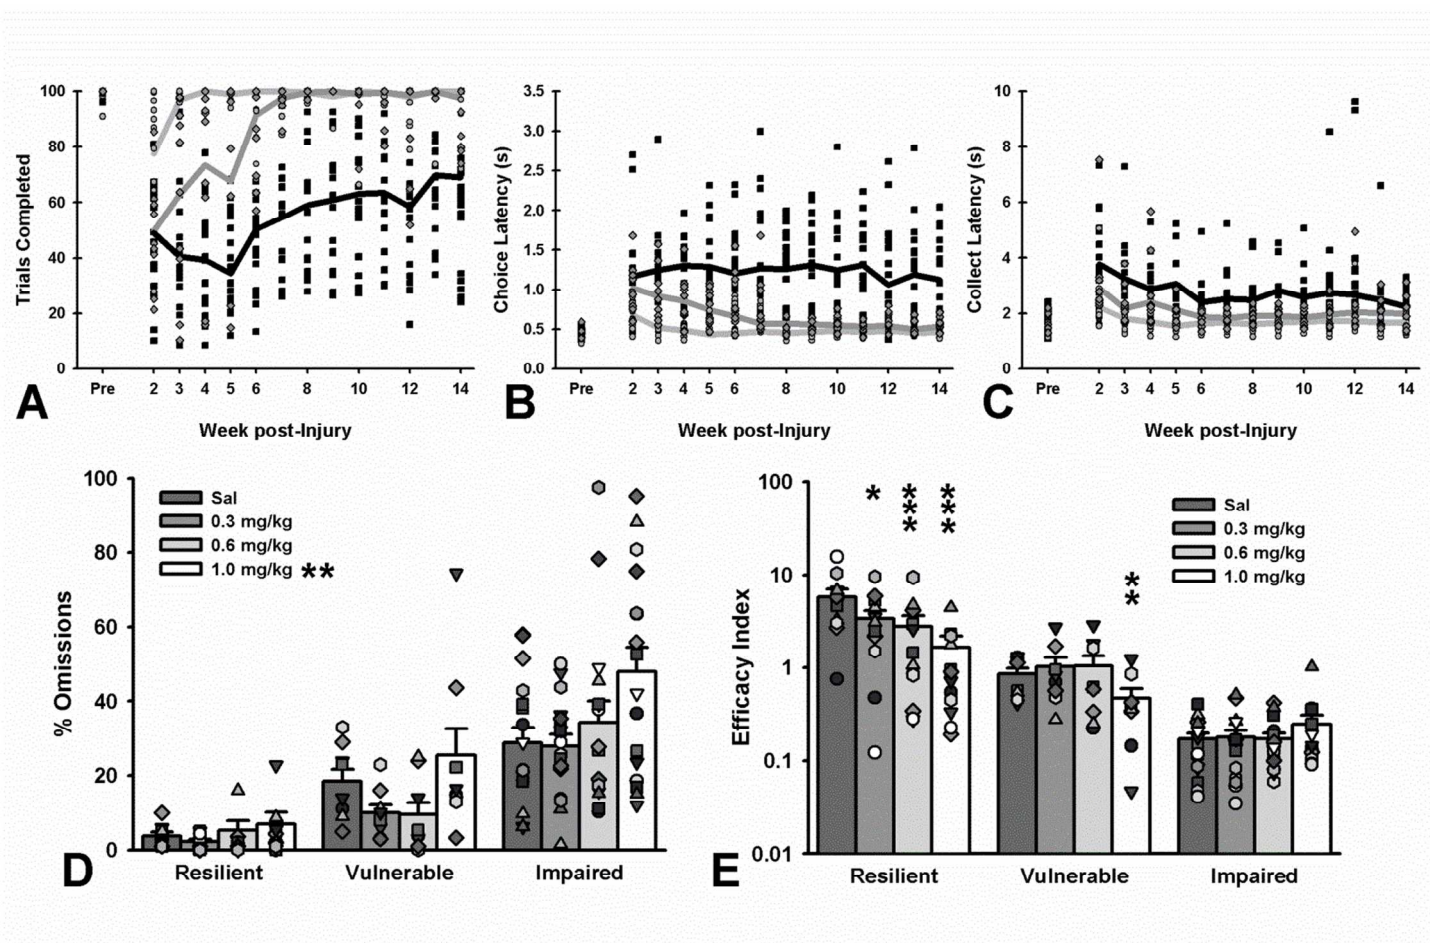 Trials Completed
100
80
60
40
20
0
Pre 2 3 4 5 6 8 10 12 14
Week post-Injury
A
Choice Latency (s)
3.5
3.0
2.5
2.0
1.5
1.0
0.5
0.0
Pre 2 3 4 5 6 8 10 12 14
Week post-Injury
B
Collect Latency (s)
10
8
6
4
2
0
Pre 2 3 4 5 6 8 10 12 14
Week post-Injury
C
% Omissions
100
80
60
40
20
0
Sal
0.3 mg/kg
0.6 mg/kg
1.0 mg/kg **
Resilient Vulnerable Impaired
D
Efficacy Index
100
10
1
0.1
0.01
* *** ***
**
Sal
0.3 mg/kg
0.6 mg/kg
1.0 mg/kg
Resilient Vulnerable Impaired
E